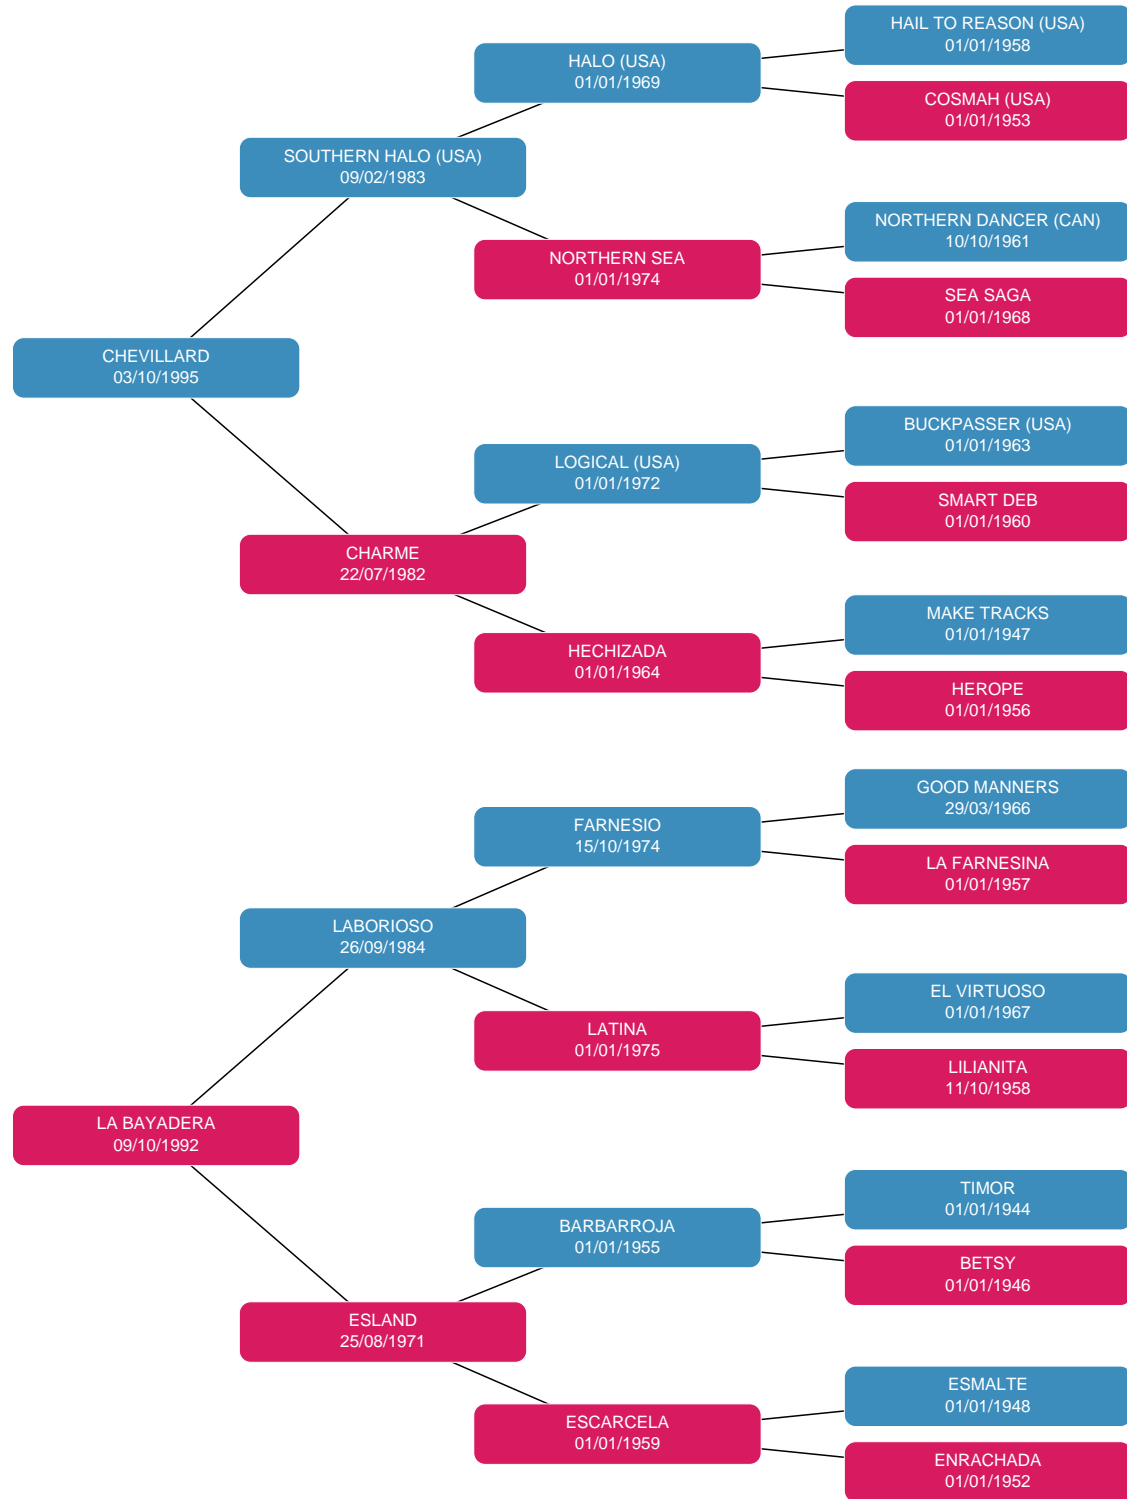 HAIL TO REASON (USA)
01/01/1958
HALO (USA)
01/01/1969
COSMAH (USA)
01/01/1953
SOUTHERN HALO (USA)
09/02/1983
NORTHERN DANCER (CAN)
10/10/1961
NORTHERN SEA
01/01/1974
SEA SAGA
01/01/1968
CHEVILLARD
03/10/1995
BUCKPASSER (USA)
01/01/1963
LOGICAL (USA)
01/01/1972
SMART DEB
01/01/1960
CHARME
22/07/1982
MAKE TRACKS
01/01/1947
HECHIZADA
01/01/1964
HEROPE
01/01/1956
GOOD MANNERS
29/03/1966
FARNESIO
15/10/1974
LA FARNESINA
01/01/1957
LABORIOSO
26/09/1984
EL VIRTUOSO
01/01/1967
LATINA
01/01/1975
LILIANITA
11/10/1958
LA BAYADERA
09/10/1992
TIMOR
01/01/1944
BARBARROJA
01/01/1955
BETSY
01/01/1946
ESLAND
25/08/1971
ESMALTE
01/01/1948
ESCARCELA
01/01/1959
ENRACHADA
01/01/1952